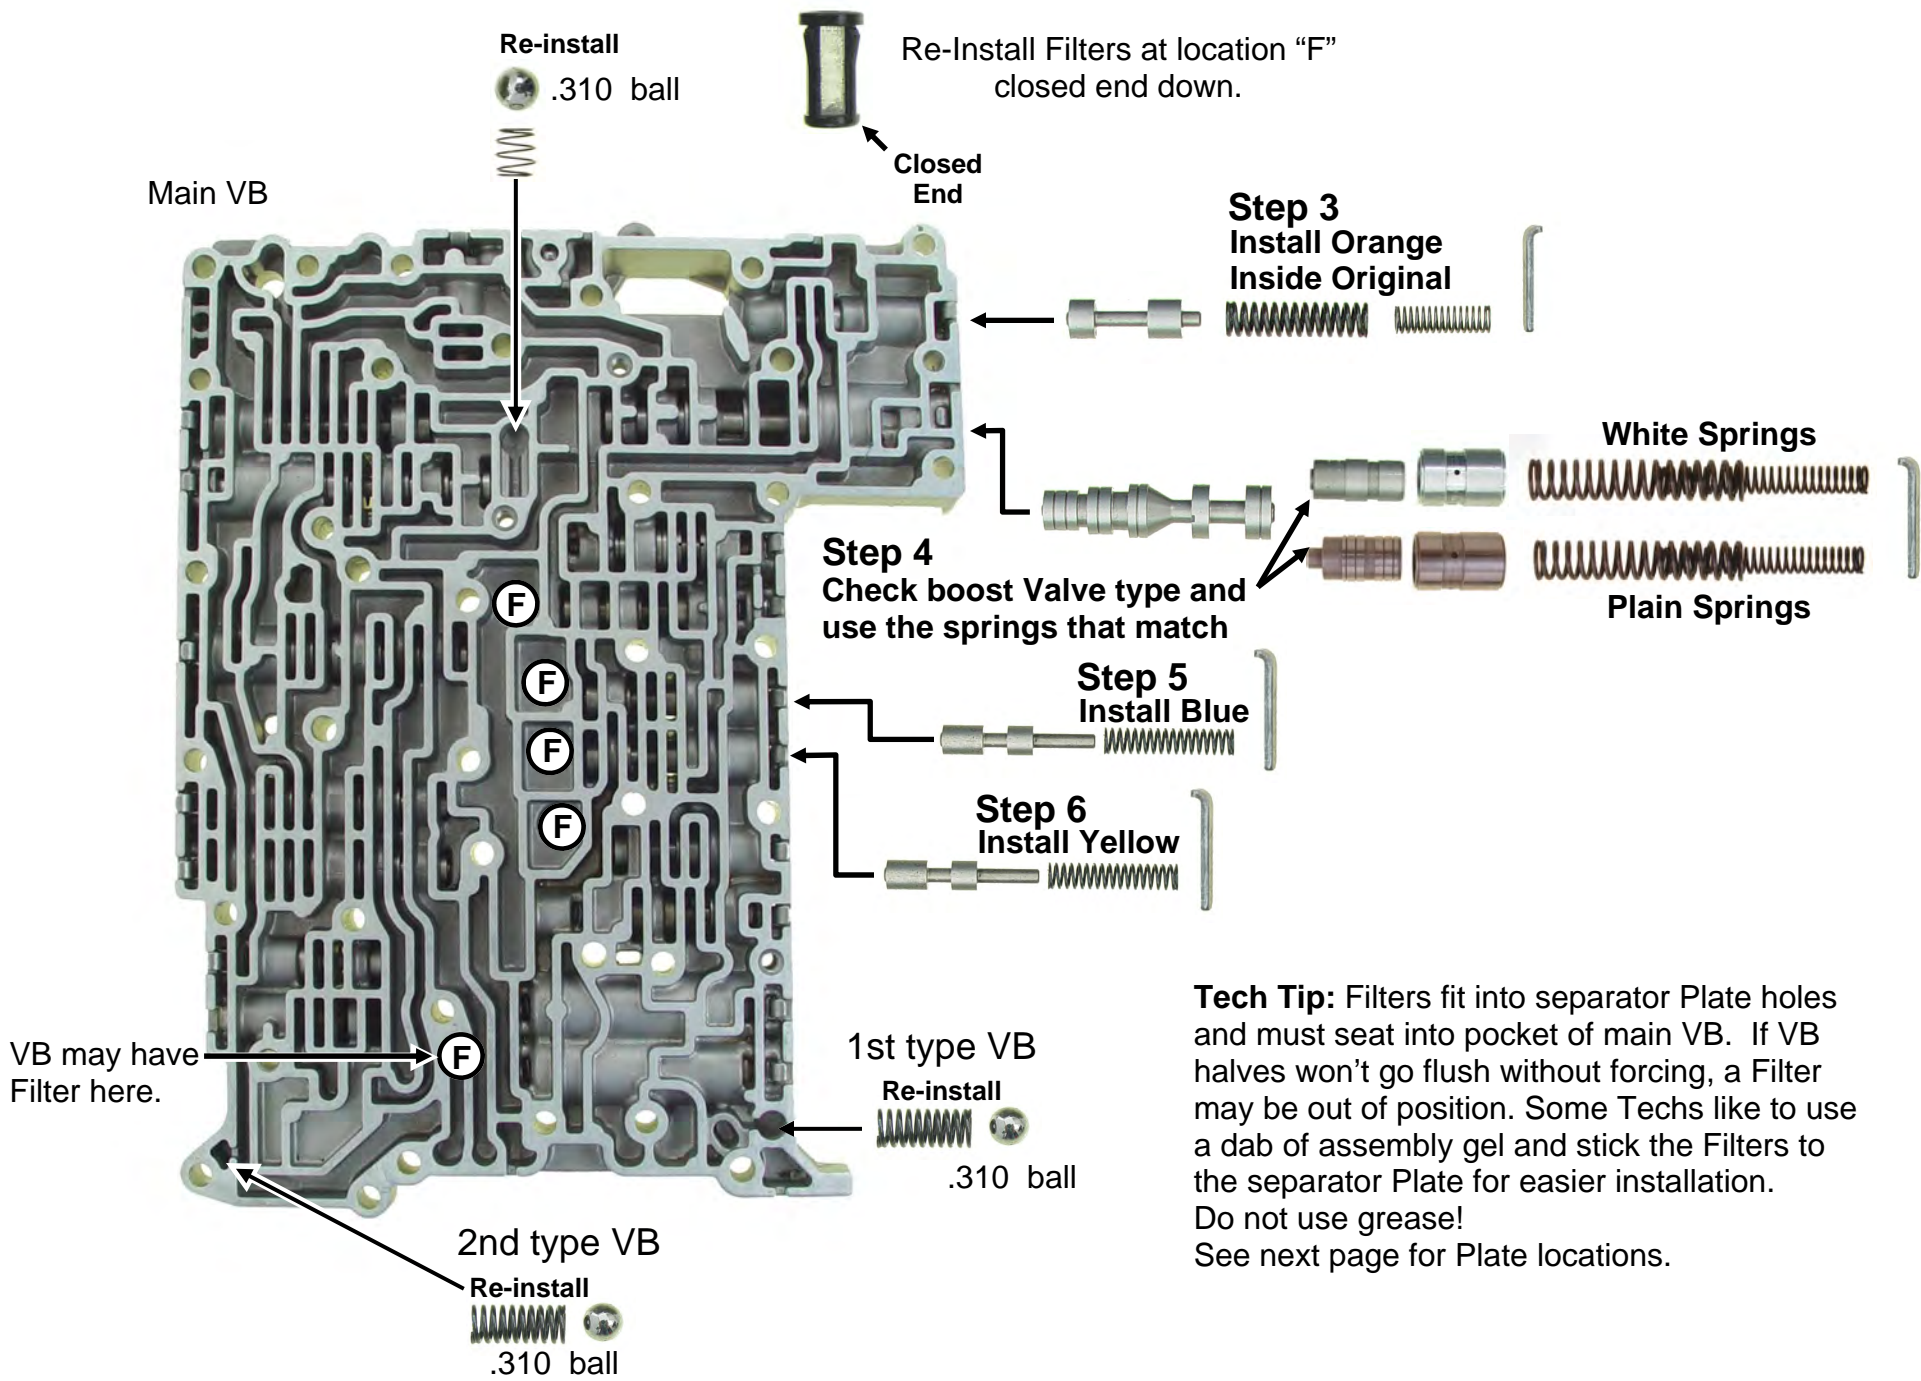 Re-install
.310 ball
Re-Install Filters at location “F”
closed end down.
Closed
End
Main VB
Step 3
Install Orange
Inside Original
White Springs
Step 4
Check boost Valve type and
use the springs that match
Plain Springs
F
F
F
F
Step 5
Install Blue
Step 6
Install Yellow
VB may have
Filter here.
F
1st type VB
Re-install
.310 ball
2nd type VB
Re-install
.310 ball
Tech Tip: Filters fit into separator Plate holes
and must seat into pocket of main VB. If VB
halves won’t go flush without forcing, a Filter
may be out of position. Some Techs like to use
a dab of assembly gel and stick the Filters to
the separator Plate for easier installation.
Do not use grease!
See next page for Plate locations.